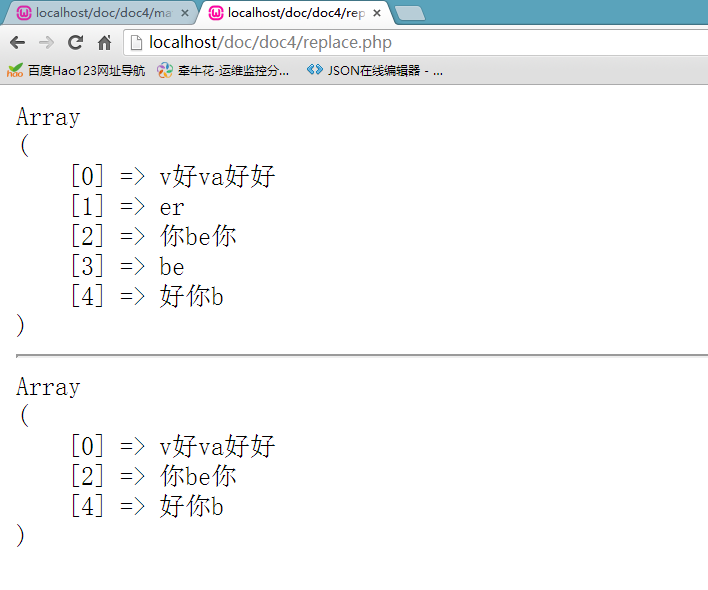 localhost/doc/doc4/ma
localhost/doc/doc4/rep
localhost/doc/doc4/replace.php
hao
百度Hao123网址导航
牵牛花-运维监控分...
JSON在线编辑器 - ...
Array
(
[0] => v好va好好
[1] => er
[2] => 你be你
[3] => be
[4] => 好你b
)
Array
(
[0] => v好va好好
[2] => 你be你
[4] => 好你b
)